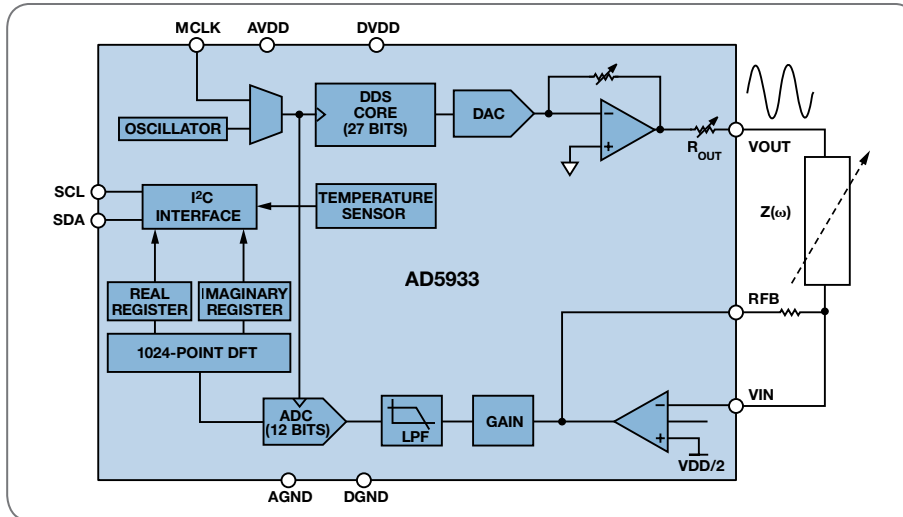 MCLK AVDD DVDD
OSCILLATOR
DDS
CORE
(27 BITS)
DAC
−
+
R_OUT
VOUT
SCL
SDA
I²C
INTERFACE
TEMPERATURE
SENSOR
Z(ω)
AD5933
REAL
REGISTER
IMAGINARY
REGISTER
RFB
1024-POINT DFT
ADC
(12 BITS)
LPF
GAIN
−
+
VIN
VDD/2
AGND DGND